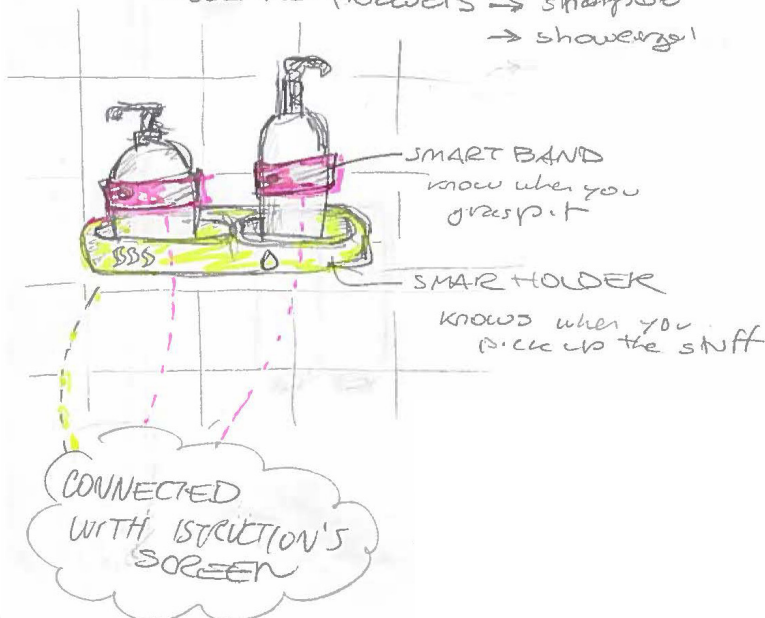 → shampoo
→ showergel
SMART BAND
know when you
grasp it
SMAR HOLDER
KNOWS when you
pick up the stuff
CONNECTED
WITH ISTRUCTION'S
SCREEN